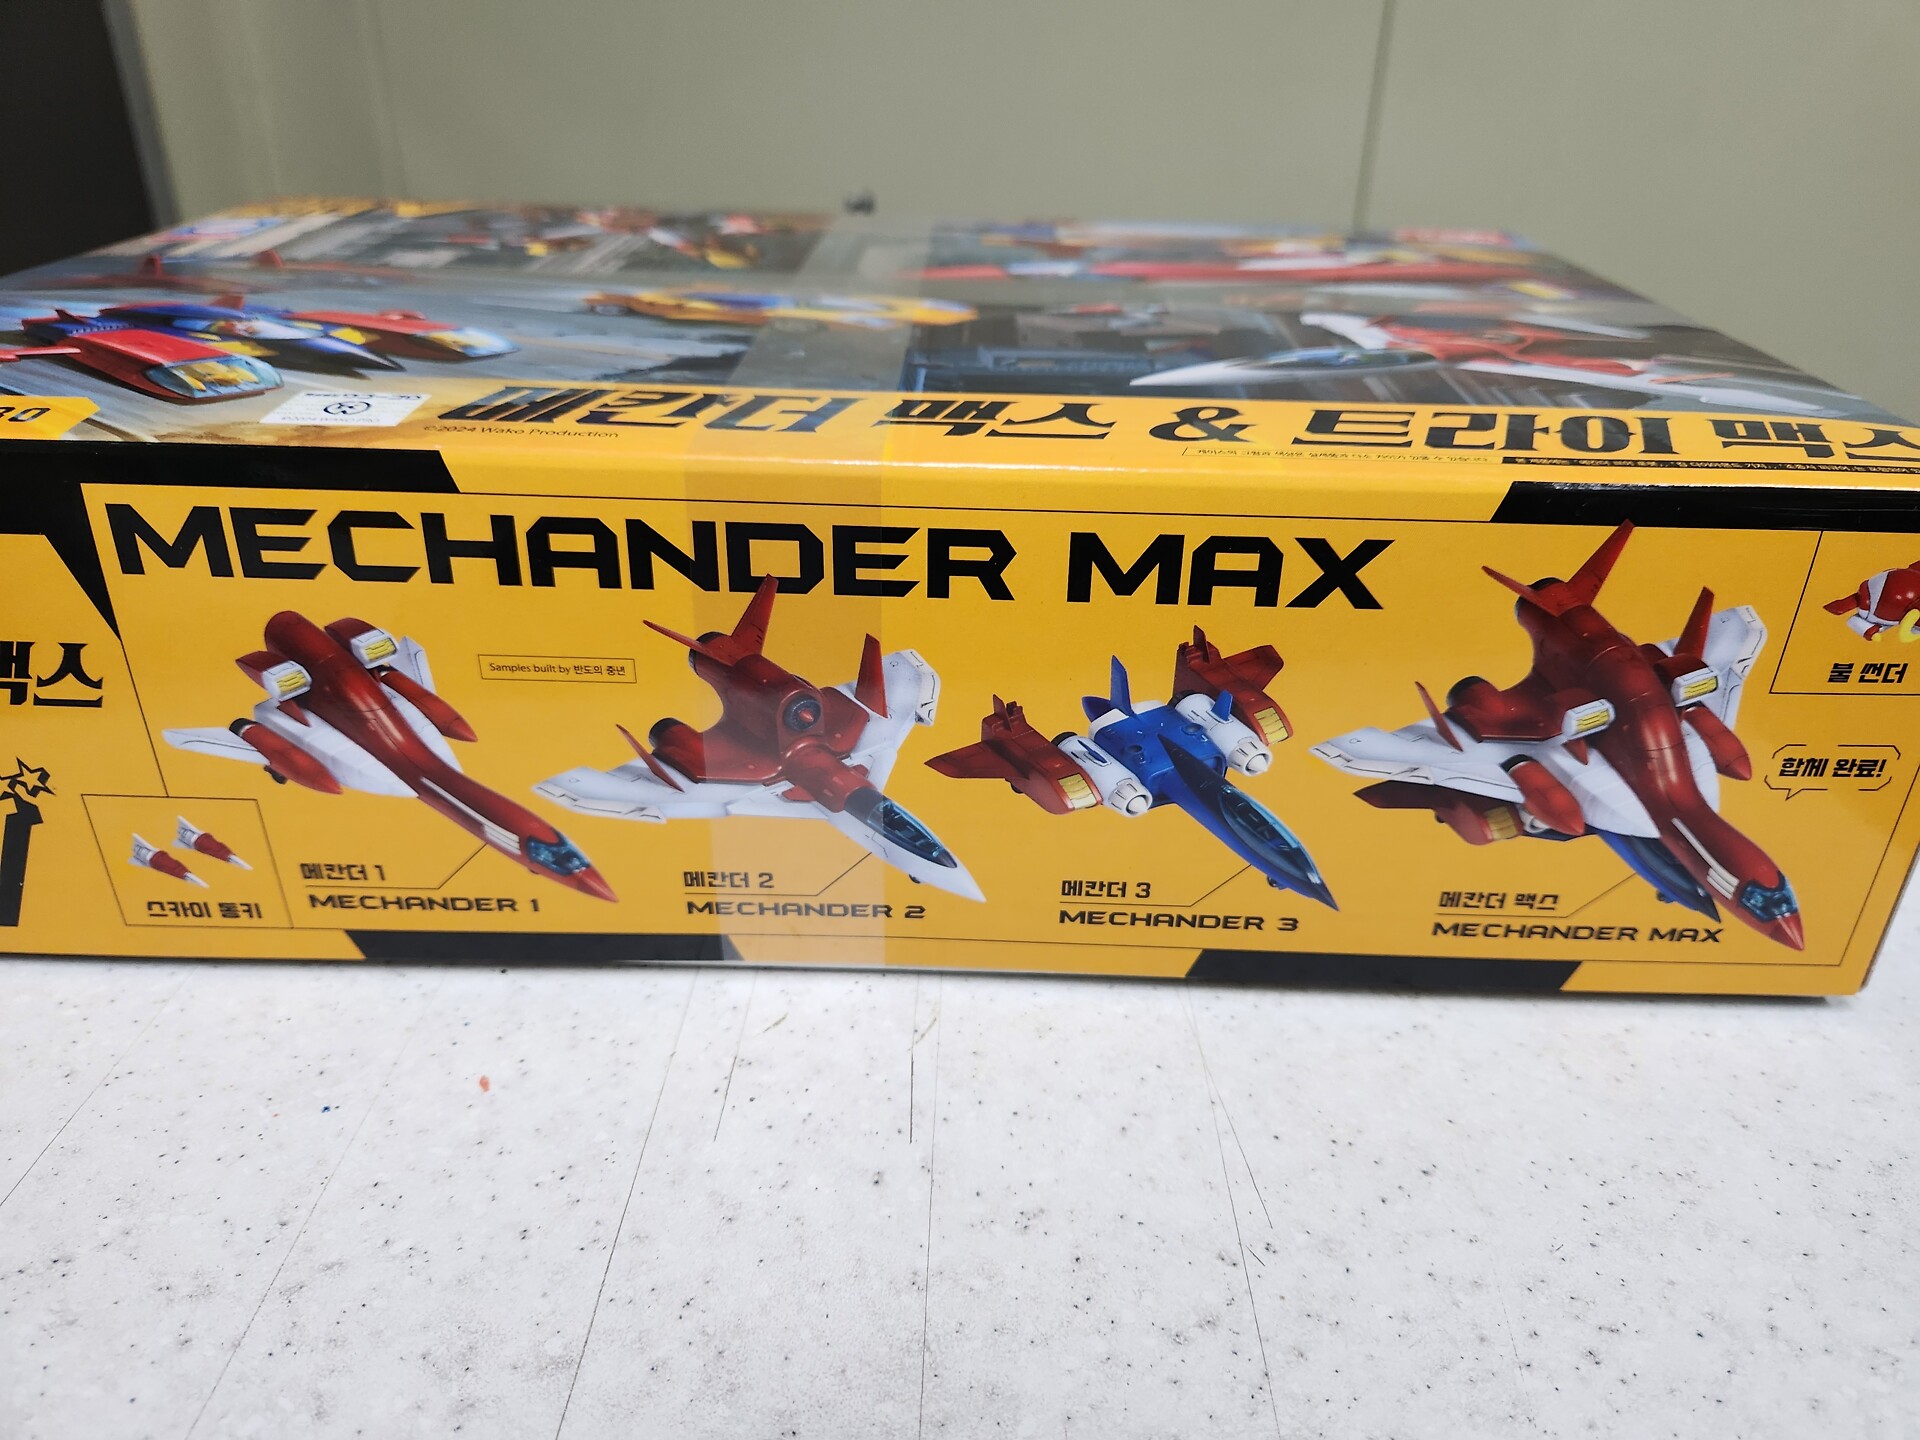 30
메칸더 맥스 & 트라이 맥스
©2024 Wako Production
MECHANDER MAX
맥스
Samples built by 반도의 중년
불 썬더
합체 완료!
스카이 통키
메칸더 1
MECHANDER 1
메칸더 2
MECHANDER 2
메칸더 3
MECHANDER 3
메칸더 맥스
MECHANDER MAX